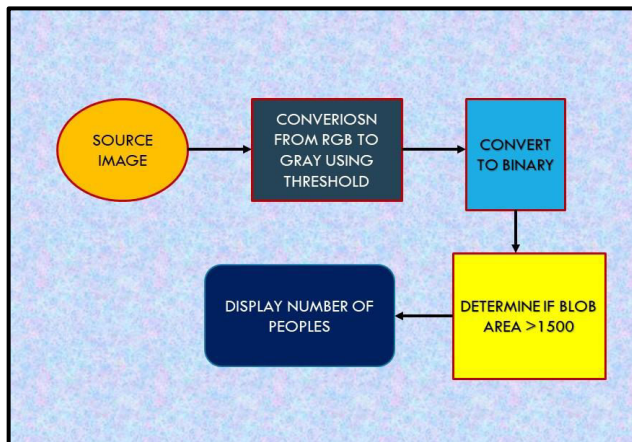 SOURCE
IMAGE
CONVERIOSN
FROM RGB TO
GRAY USING
THRESHOLD
CONVERT
TO BINARY
DETERMINE IF BLOB
AREA >1500
DISPLAY NUMBER OF
PEOPLES